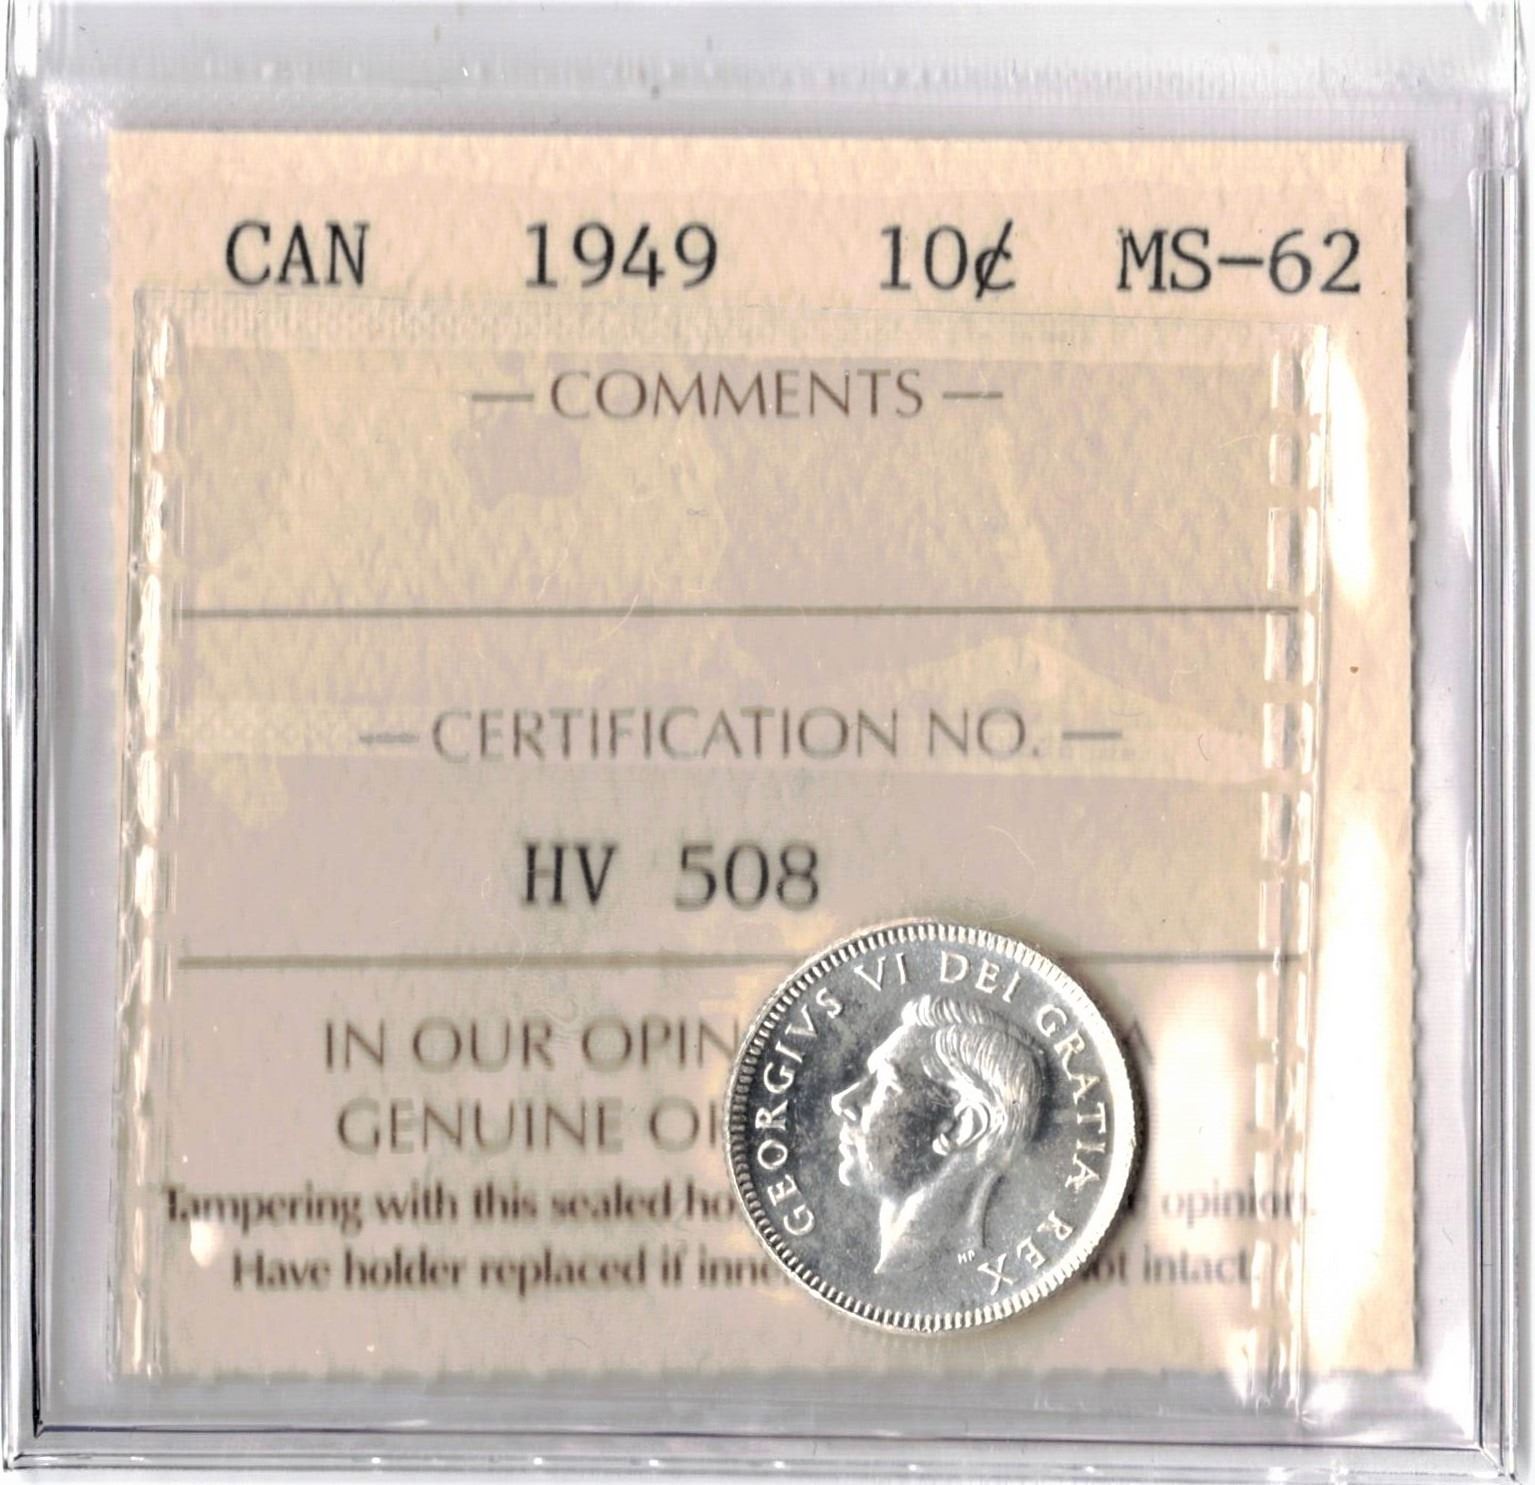 CAN 1949 10¢ MS-62
— COMMENTS —
— CERTIFICATION NO. —
HV 508
IN OUR OPIN A
GENUINE
Tampering with this sealed ho opinion.
Have holder replaced if inne ot intact.
GEORGIVS VI DEI GRATIA REX
HP